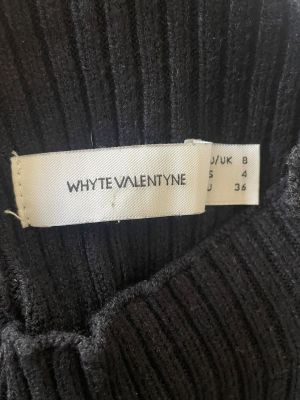 WHYTE VALENTYNE
U/UK 8
S 4
U 36